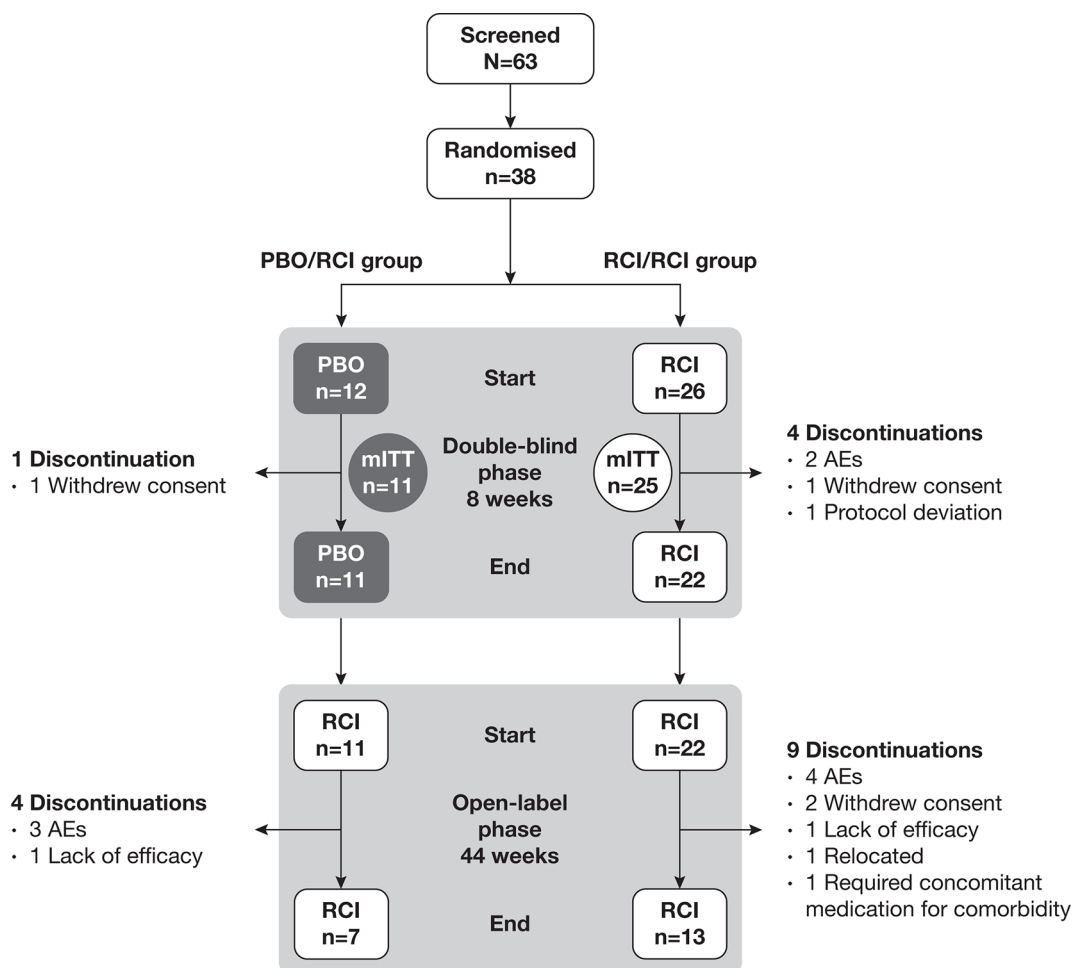 Screened
N=63
Randomised
n=38
PBO/RCI group
RCI/RCI group
PBO
n=12
Start
RCI
n=26
1 Discontinuation
• 1 Withdrew consent
mITT
n=11
Double-blind
phase
8 weeks
mITT
n=25
4 Discontinuations
• 2 AEs
• 1 Withdrew consent
• 1 Protocol deviation
PBO
n=11
End
RCI
n=22
RCI
n=11
Start
RCI
n=22
4 Discontinuations
• 3 AEs
• 1 Lack of efficacy
Open-label
phase
44 weeks
9 Discontinuations
• 4 AEs
• 2 Withdrew consent
• 1 Lack of efficacy
• 1 Relocated
• 1 Required concomitant
medication for comorbidity
RCI
n=7
End
RCI
n=13